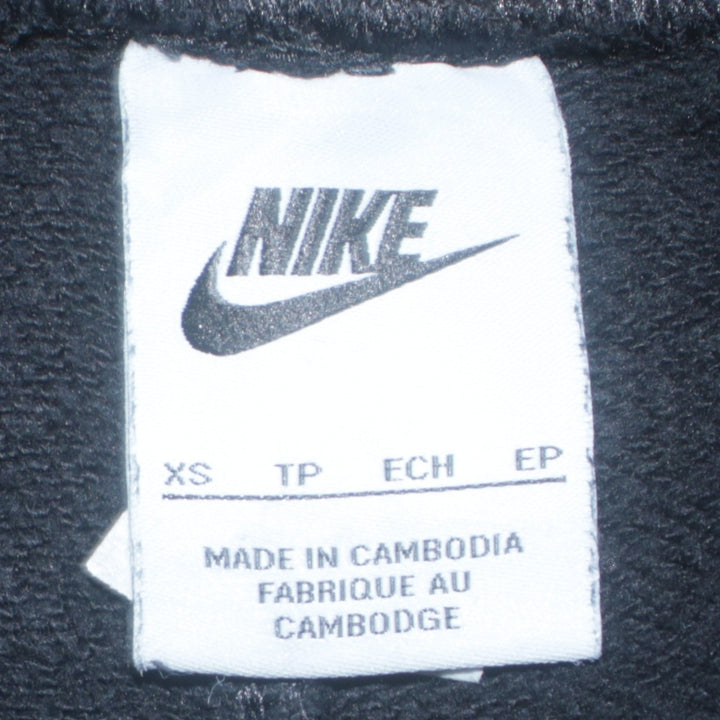 NIKE
XS TP ECH EP
MADE IN CAMBODIA
FABRIQUE AU
CAMBODGE